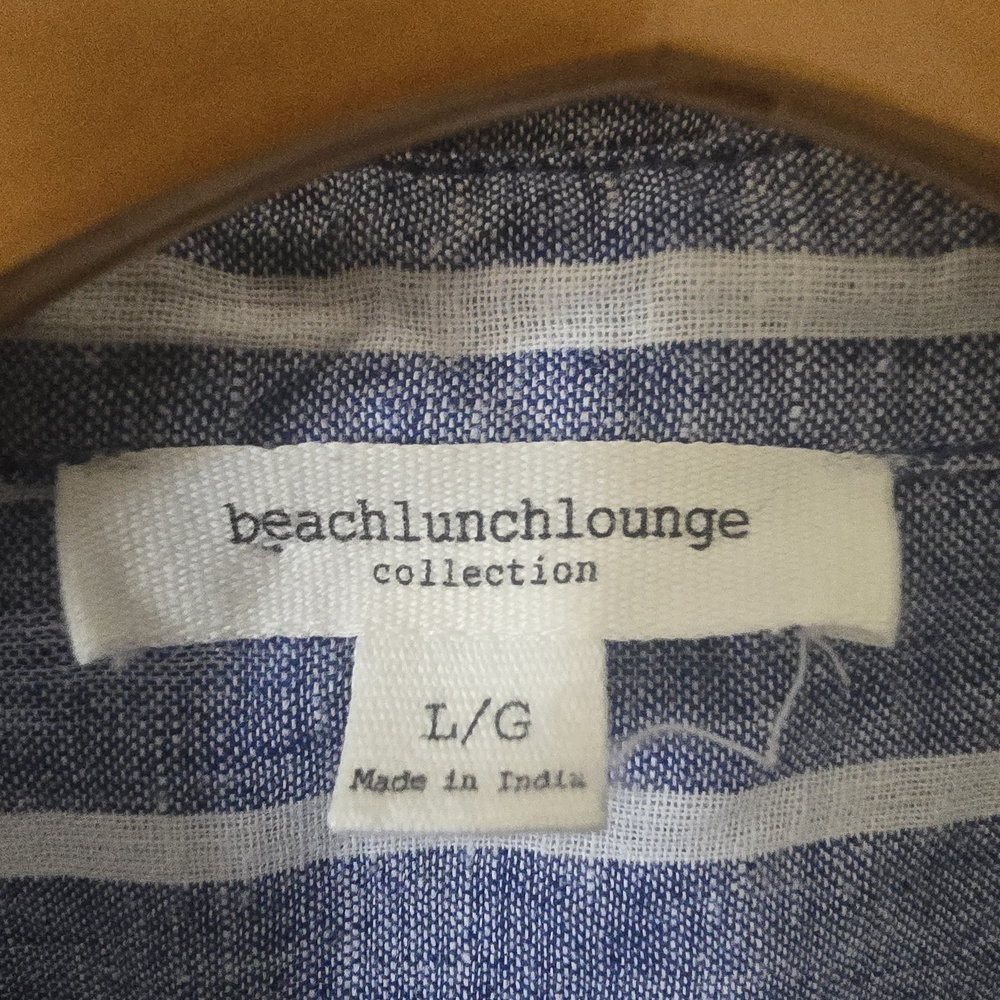 beachlunchlounge
collection
L/G
Made in India